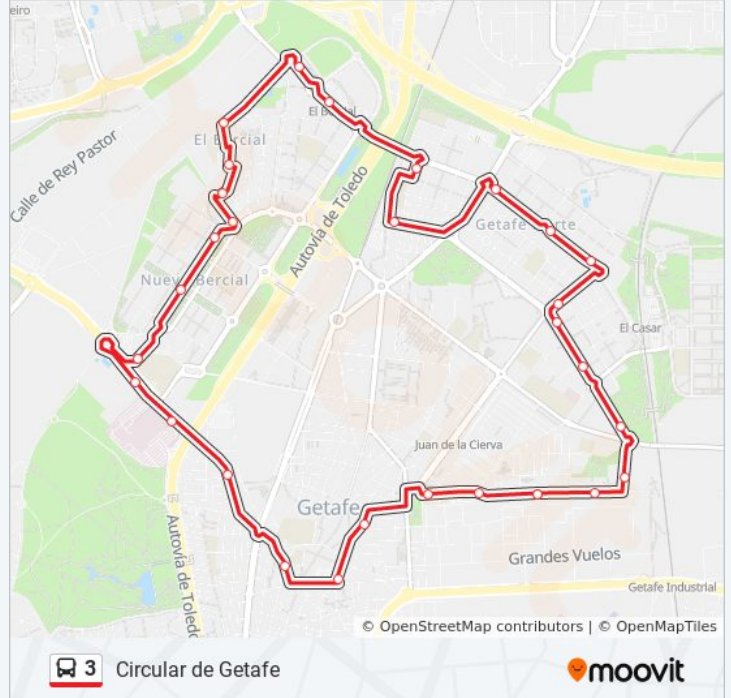 eiro
El Bercial
El Bercial
Calle de Rey Pastor
Autovía de Toledo
Getafe Norte
Nuevo Bercial
El Casar
Juan de la Cierva
Getafe
Autovía de Toledo
Grandes Vuelos
Getafe Industrial
© OpenStreetMap contributors | © OpenMapTiles
3 Circular de Getafe
moovit